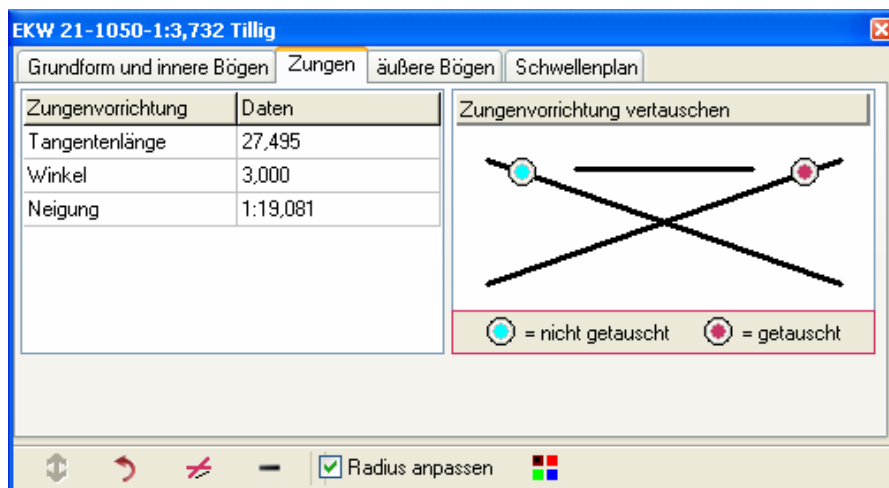 EKW 21-1050-1:3,732 Tillig
Grundform und innere Bögen Zungen äußere Bögen Schwellenplan
Zungenvorrichtung Daten
Tangentenlänge 27,495
Winkel 3,000
Neigung 1:19,081
Zungenvorrichtung vertauschen
= nicht getauscht = getauscht
Radius anpassen